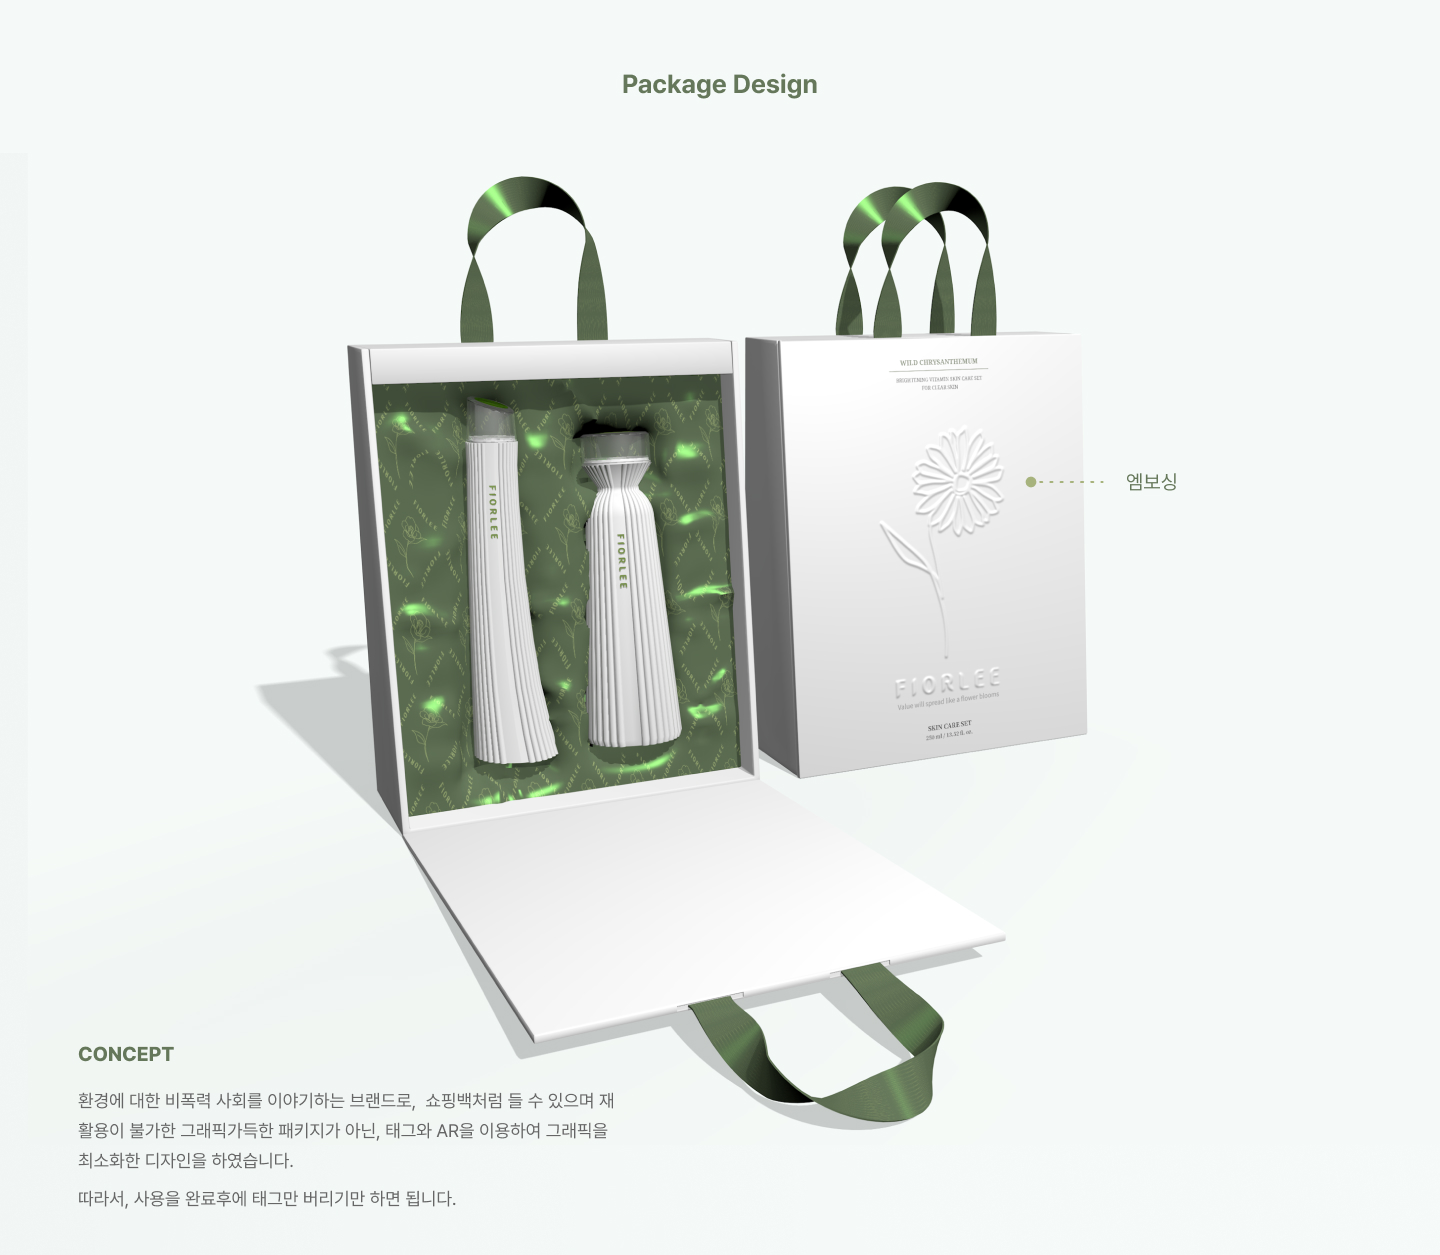 Package Design
WILD CHRYSANTHEMUM
BRIGHTENING VITAMIN SKIN CARE SET
FOR CLEAR SKIN
엠보싱
FIORLEE
FIORLEE
FIORLEE
Value will spread like a flower blooms
SKIN CARE SET
250 ml / 13.52 fl. oz.
CONCEPT
환경에 대한 비폭력 사회를 이야기하는 브랜드로, 쇼핑백처럼 들 수 있으며 재
활용이 불가한 그래픽가득한 패키지가 아닌, 태그와 AR을 이용하여 그래픽을
최소화한 디자인을 하였습니다.
따라서, 사용을 완료후에 태그만 버리기만 하면 됩니다.